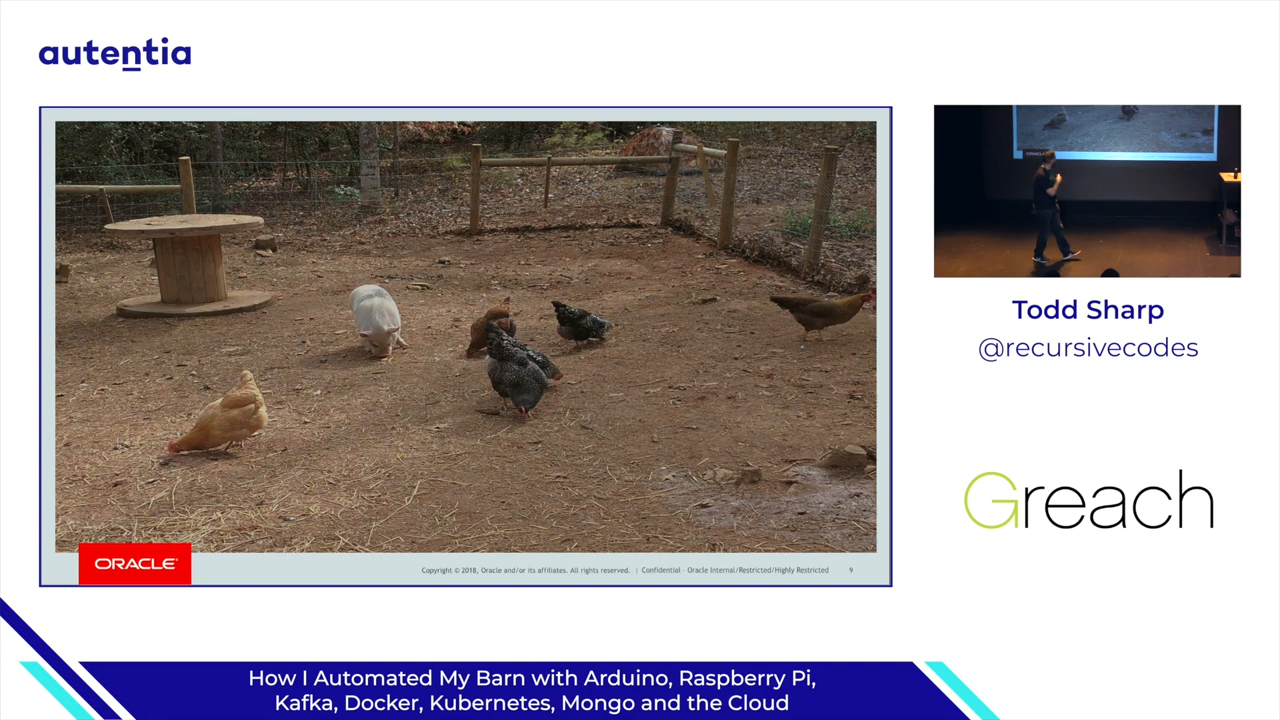 autentia
ORACLE
Copyright © 2018, Oracle and/or its affiliates. All rights reserved. | Confidential – Oracle Internal/Restricted/Highly Restricted 9
Todd Sharp
@recursivecodes
Greach
How I Automated My Barn with Arduino, Raspberry Pi,
Kafka, Docker, Kubernetes, Mongo and the Cloud